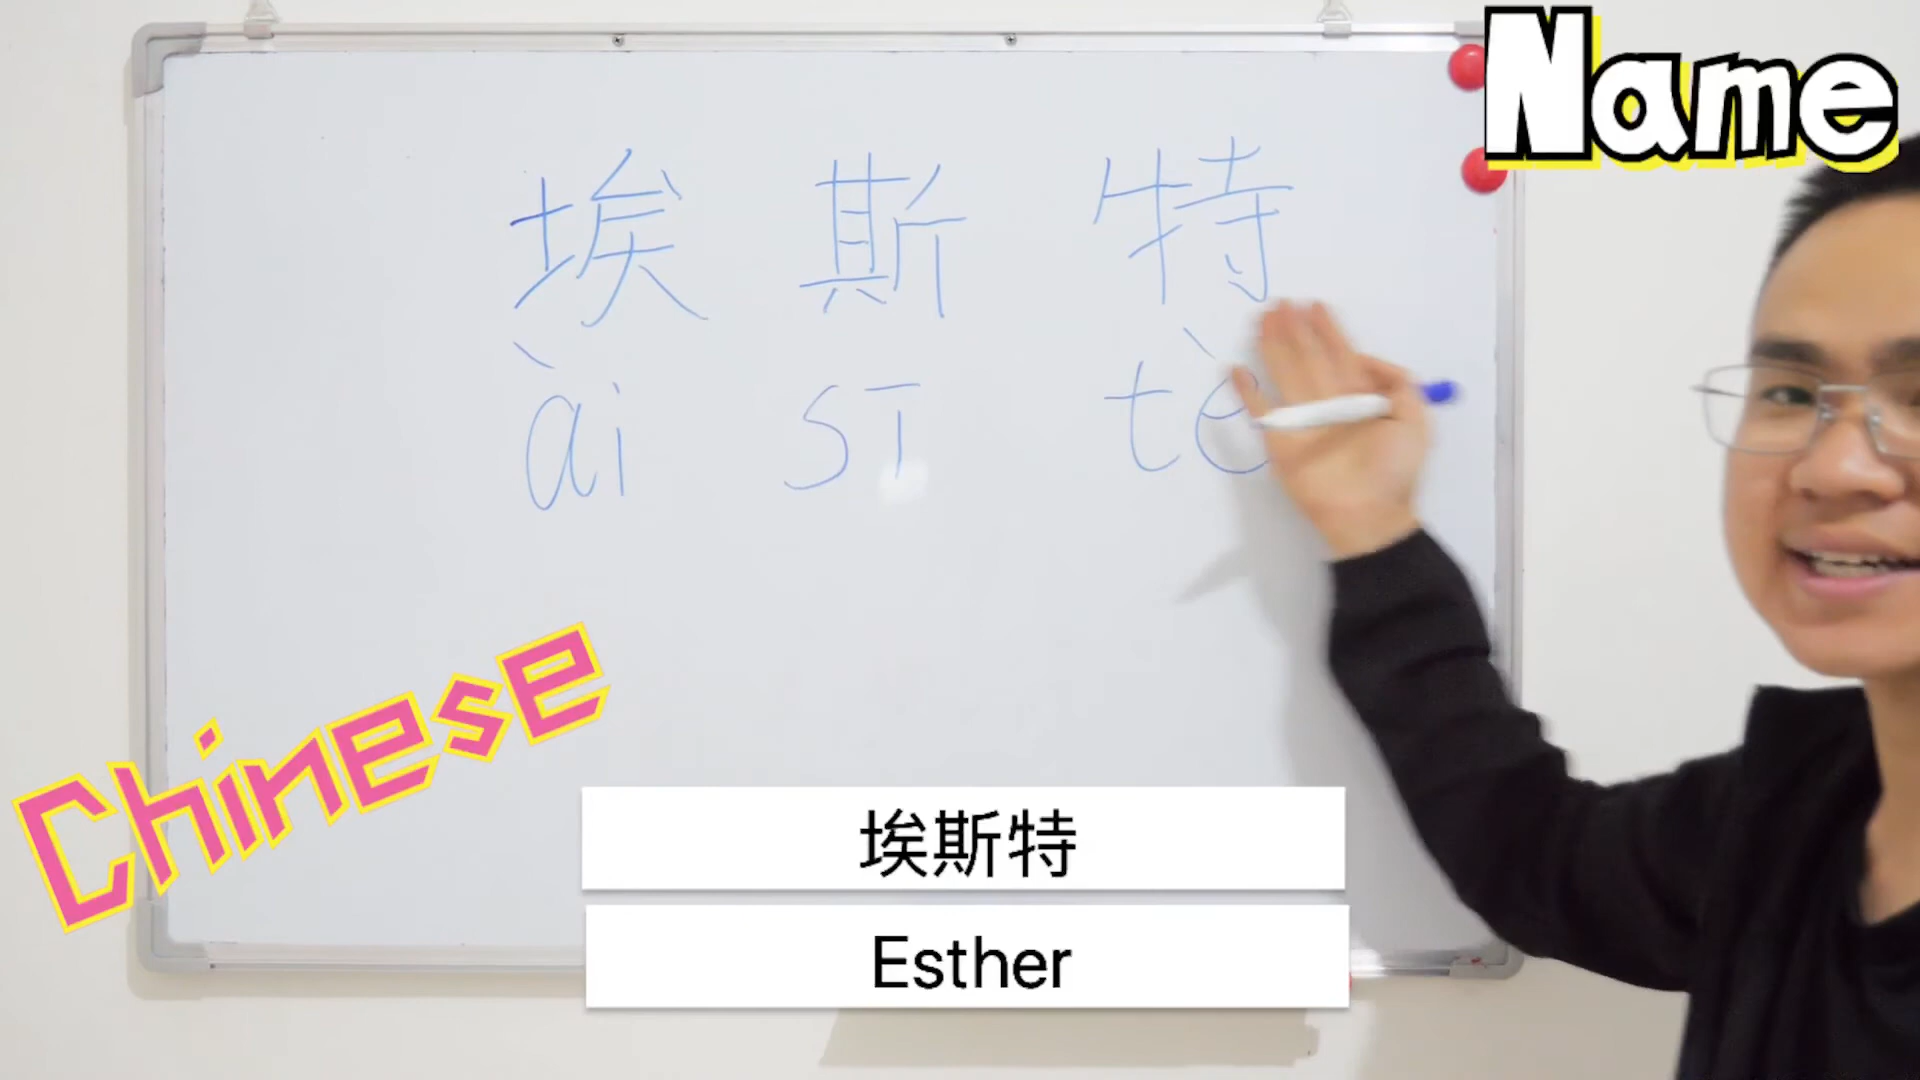 Name
埃 斯 特
ài sī tè
Chinese
埃斯特
Esther